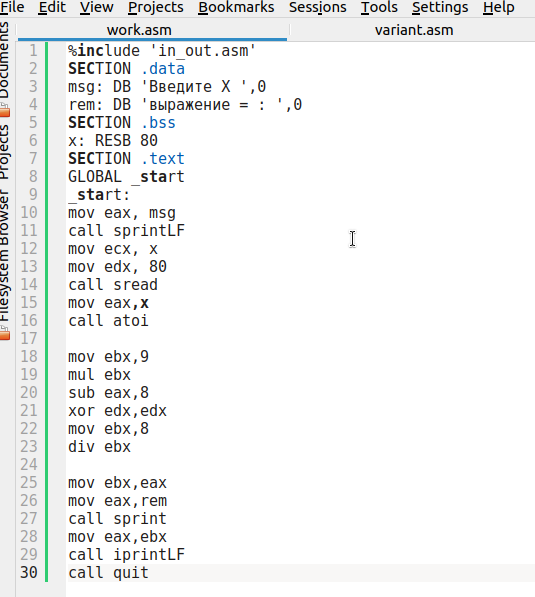 File Edit View Projects Bookmarks Sessions Tools Settings Help
work.asm variant.asm
Documents
Projects
Filesystem Browser
1 %include 'in_out.asm'
2 SECTION .data
3 msg: DB 'Введите X ',0
4 rem: DB 'выражение = : ',0
5 SECTION .bss
6 x: RESB 80
7 SECTION .text
8 GLOBAL _start
9 _start:
10 mov eax, msg
11 call sprintLF
12 mov ecx, x
13 mov edx, 80
14 call sread
15 mov eax,x
16 call atoi
17
18 mov ebx,9
19 mul ebx
20 sub eax,8
21 xor edx,edx
22 mov ebx,8
23 div ebx
24
25 mov ebx,eax
26 mov eax,rem
27 call sprint
28 mov eax,ebx
29 call iprintLF
30 call quit